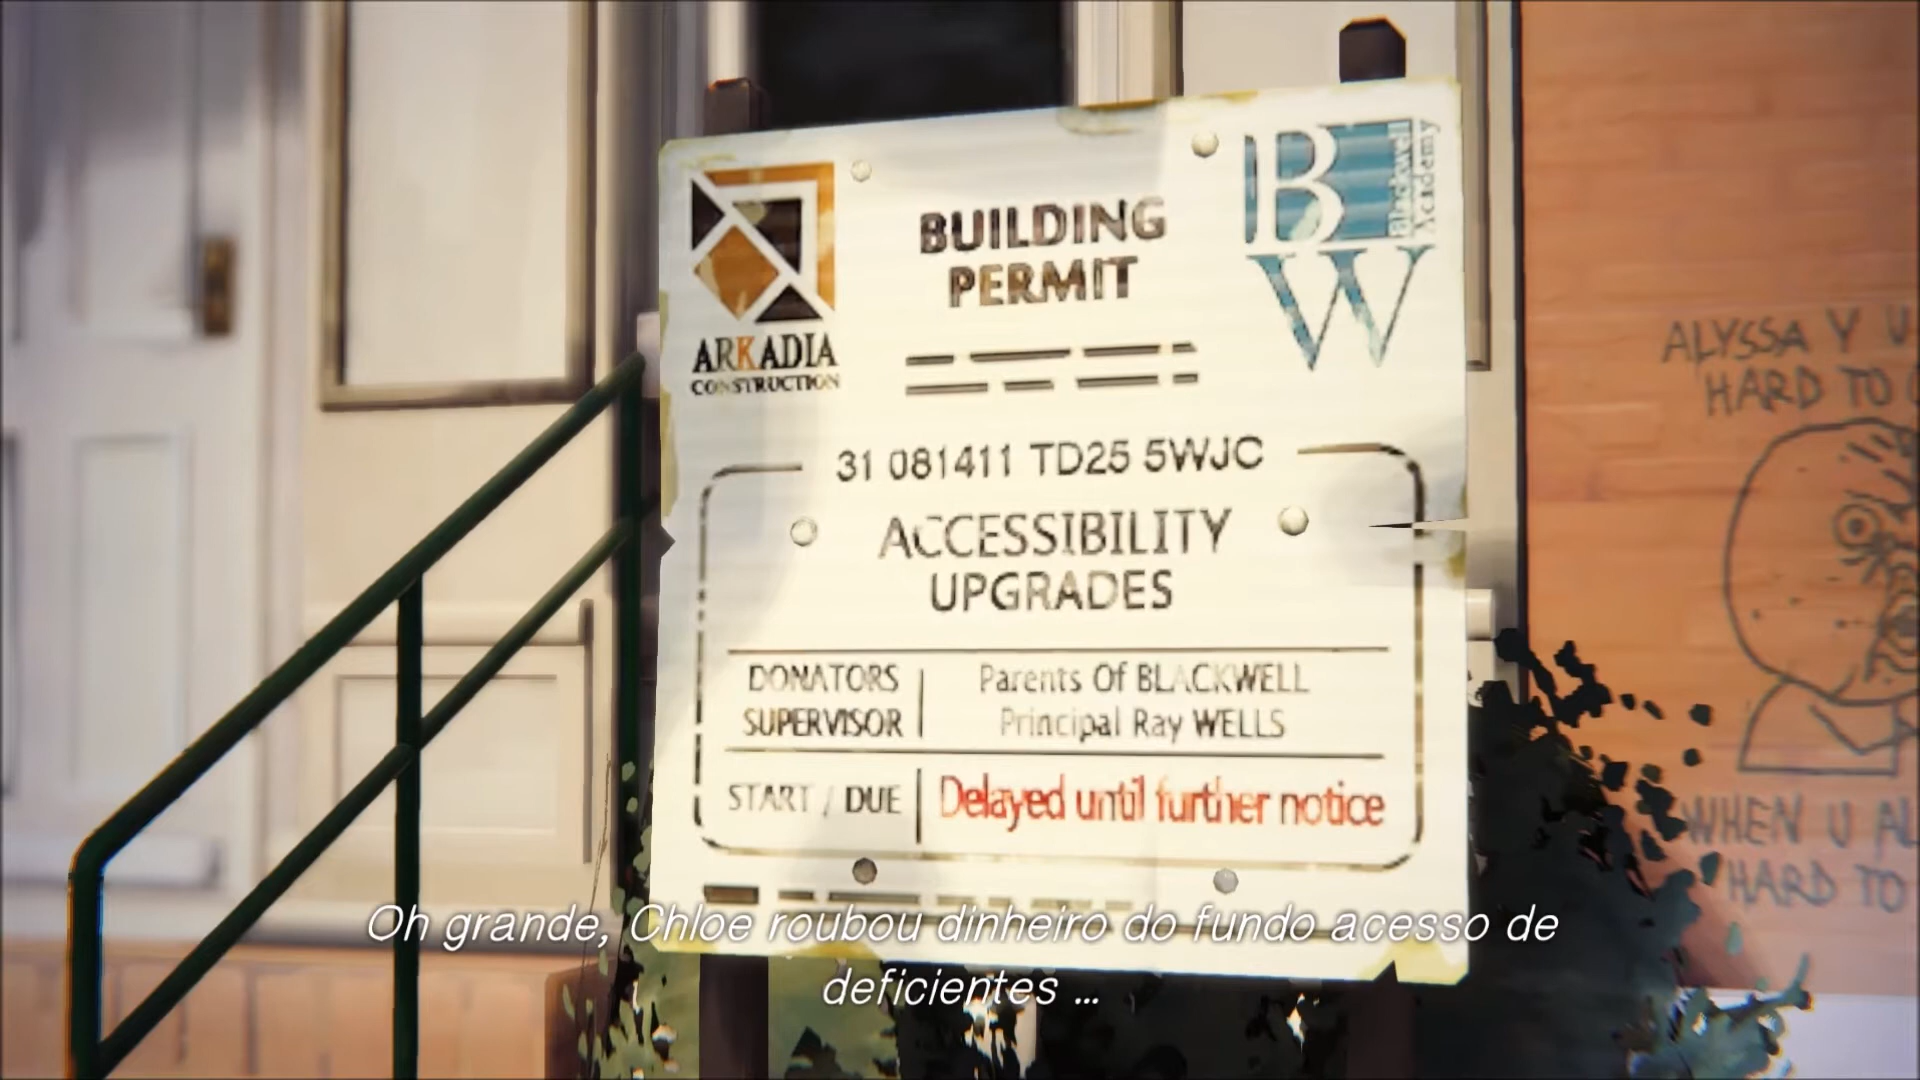 BUILDING
PERMIT
ARKADIA
CONSTRUCTION
BW
Blackwell
Academy
31 081411 TD25 5WJC
ACCESSIBILITY
UPGRADES
DONATORS Parents Of BLACKWELL
SUPERVISOR Principal Ray WELLS
START / DUE Delayed until further notice
ALYSSA Y U
HARD TO
WHEN U
HARD TO
Oh grande, Chloe roubou dinheiro do fundo acesso de
deficientes ...